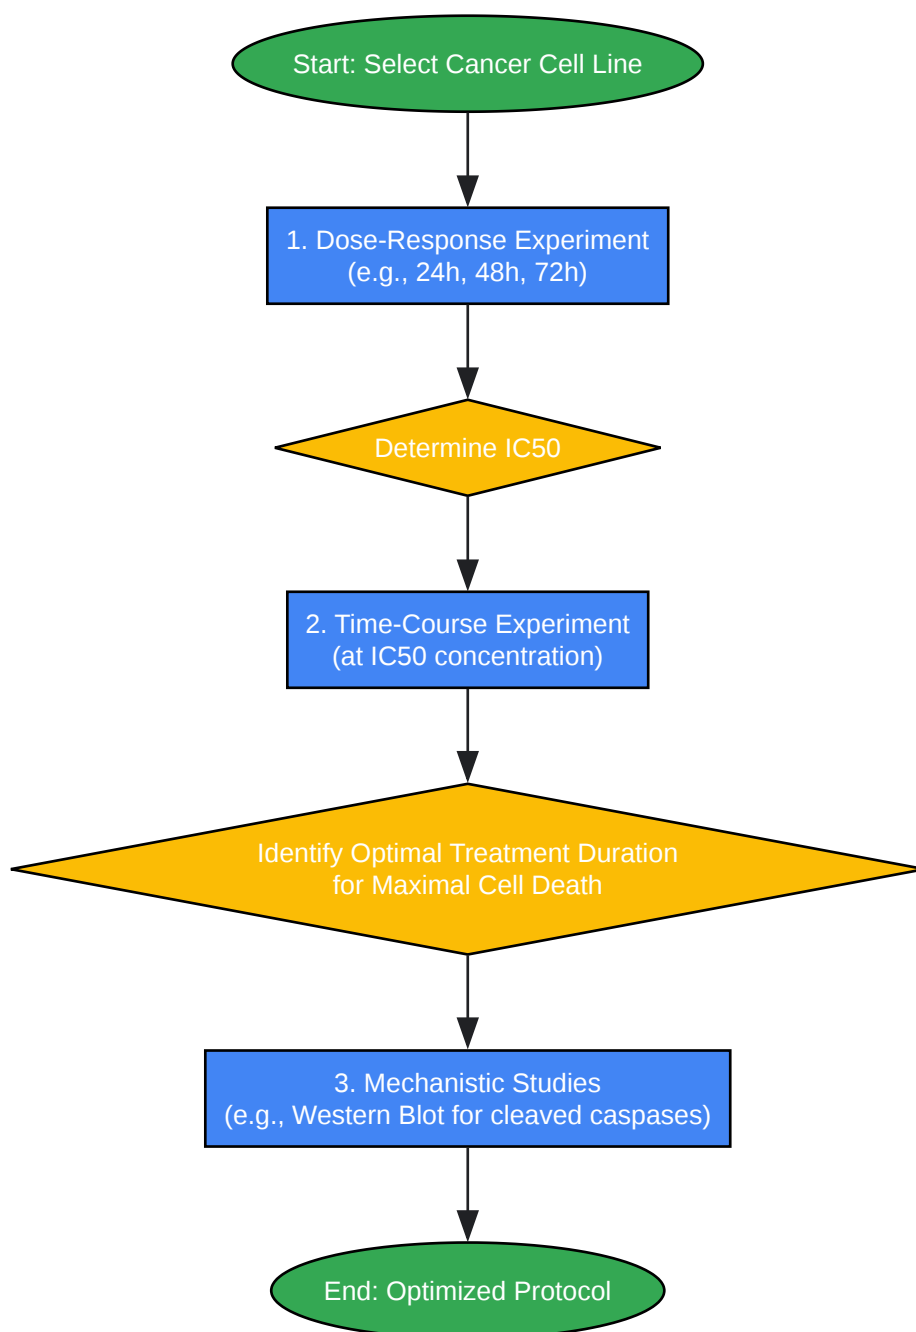 Start: Select Cancer Cell Line
1. Dose-Response Experiment
(e.g., 24h, 48h, 72h)
Determine IC50
2. Time-Course Experiment
(at IC50 concentration)
Identify Optimal Treatment Duration
for Maximal Cell Death
3. Mechanistic Studies
(e.g., Western Blot for cleaved caspases)
End: Optimized Protocol